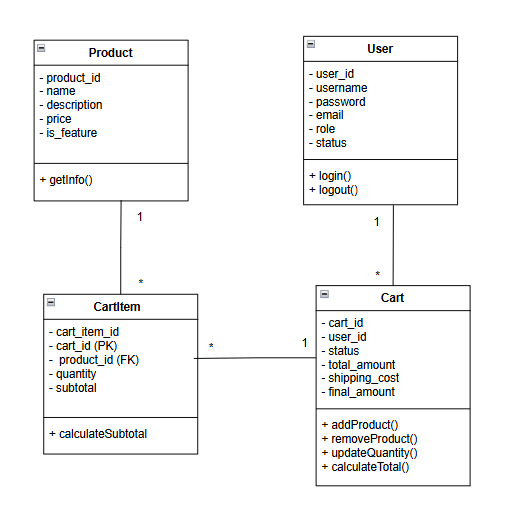 Product
- product_id
- name
- description
- price
- is_feature
+ getInfo()
User
- user_id
- username
- password
- email
- role
- status
+ login()
+ logout()
1
*
1
*
CartItem
- cart_item_id
- cart_id (PK)
- product_id (FK)
- quantity
- subtotal
+ calculateSubtotal
*
1
Cart
- cart_id
- user_id
- status
- total_amount
- shipping_cost
- final_amount
+ addProduct()
+ removeProduct()
+ updateQuantity()
+ calculateTotal()